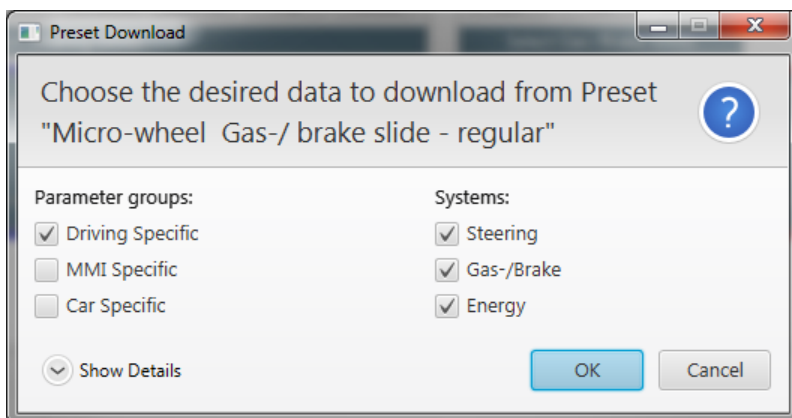 Preset Download
Choose the desired data to download from Preset
"Micro-wheel  Gas-/ brake slide - regular"
Parameter groups:
Systems:
Driving Specific
Steering
MMI Specific
Gas-/Brake
Car Specific
Energy
Show Details
OK
Cancel